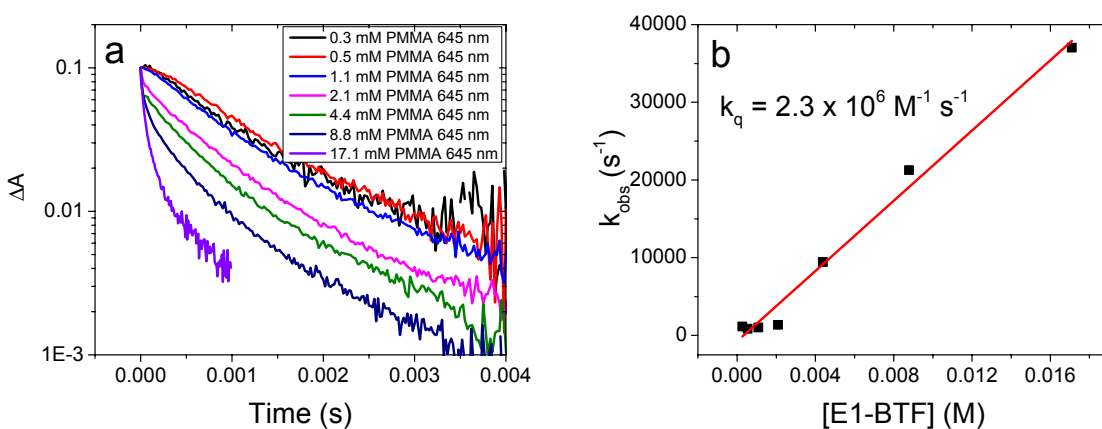 a
0.3 mM PMMA 645 nm
0.5 mM PMMA 645 nm
1.1 mM PMMA 645 nm
2.1 mM PMMA 645 nm
4.4 mM PMMA 645 nm
8.8 mM PMMA 645 nm
17.1 mM PMMA 645 nm
0.1
0.01
1E-3
ΔA
0.000 0.001 0.002 0.003 0.004
Time (s)
b
k_q = 2.3 x 10⁶ M⁻¹ s⁻¹
40000
30000
20000
10000
0
k_obs (s⁻¹)
0.000 0.004 0.008 0.012 0.016
[E1-BTF] (M)